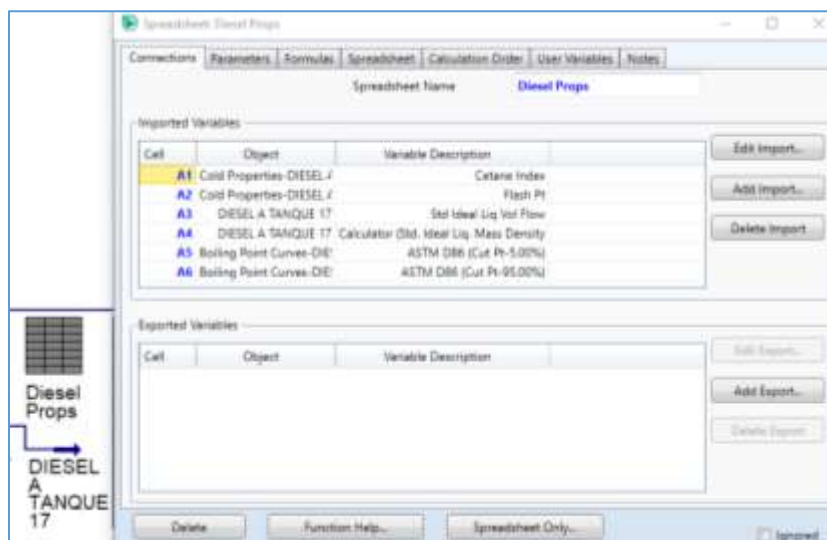 Spreadsheet Diesel Props
Connections Parameters Formulas Spreadsheet Calculation Order User Variables Notes
Spreadsheet Name Diesel Props
Imported Variables
Cell Object Variable Description
A1 Cold Properties-DIESEL A Cetane Index
A2 Cold Properties-DIESEL A Flash Pt
A3 DIESEL A TANQUE 17 Std Ideal Liq Vol Flow
A4 DIESEL A TANQUE 17 Calculator (Std. Ideal Liq. Mass Density
A5 Boiling Point Curves-DIE ASTM D86 (Cut Pt-5.00%)
A6 Boiling Point Curves-DIE ASTM D86 (Cut Pt-95.00%)
Edit Import...
Add Import...
Delete Import
Exported Variables
Cell Object Variable Description
Edit Export...
Add Export...
Delete Export
Diesel
Props
DIESEL
A
TANQUE
17
Delete Function Help... Spreadsheet Only... Ignored